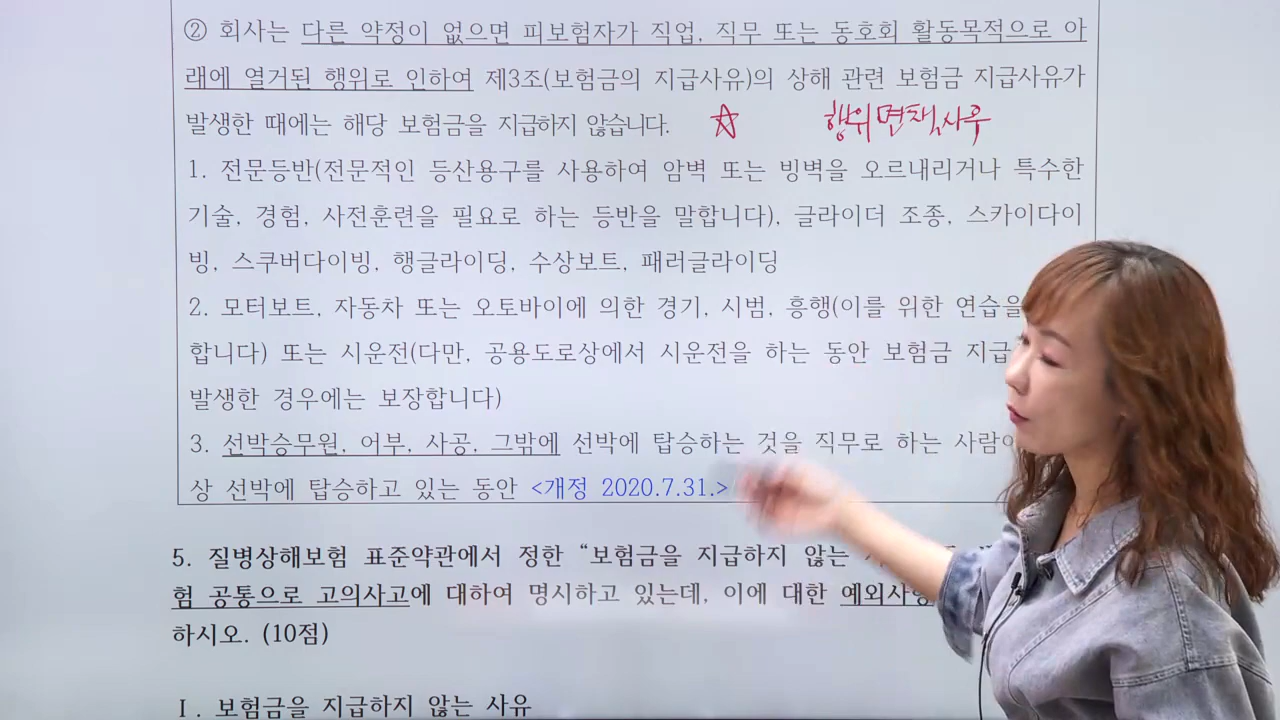 ② 회사는 다른 약정이 없으면 피보험자가 직업, 직무 또는 동호회 활동목적으로 아
래에 열거된 행위로 인하여 제3조(보험금의 지급사유)의 상해 관련 보험금 지급사유가
발생한 때에는 해당 보험금을 지급하지 않습니다. ☆ 행위면책사유
1. 전문등반(전문적인 등산용구를 사용하여 암벽 또는 빙벽을 오르내리거나 특수한
기술, 경험, 사전훈련을 필요로 하는 등반을 말합니다), 글라이더 조종, 스카이다이
빙, 스쿠버다이빙, 행글라이딩, 수상보트, 패러글라이딩
2. 모터보트, 자동차 또는 오토바이에 의한 경기, 시범, 흥행(이를 위한 연습을
합니다) 또는 시운전(다만, 공용도로상에서 시운전을 하는 동안 보험금 지급
발생한 경우에는 보장합니다)
3. 선박승무원, 어부, 사공, 그밖에 선박에 탑승하는 것을 직무로 하는 사람이
상 선박에 탑승하고 있는 동안 <개정 2020.7.31.>
5. 질병상해보험 표준약관에서 정한 “보험금을 지급하지 않는
험 공통으로 고의사고에 대하여 명시하고 있는데, 이에 대한 예외사항
하시오. (10점)
Ⅰ. 보험금을 지급하지 않는 사유